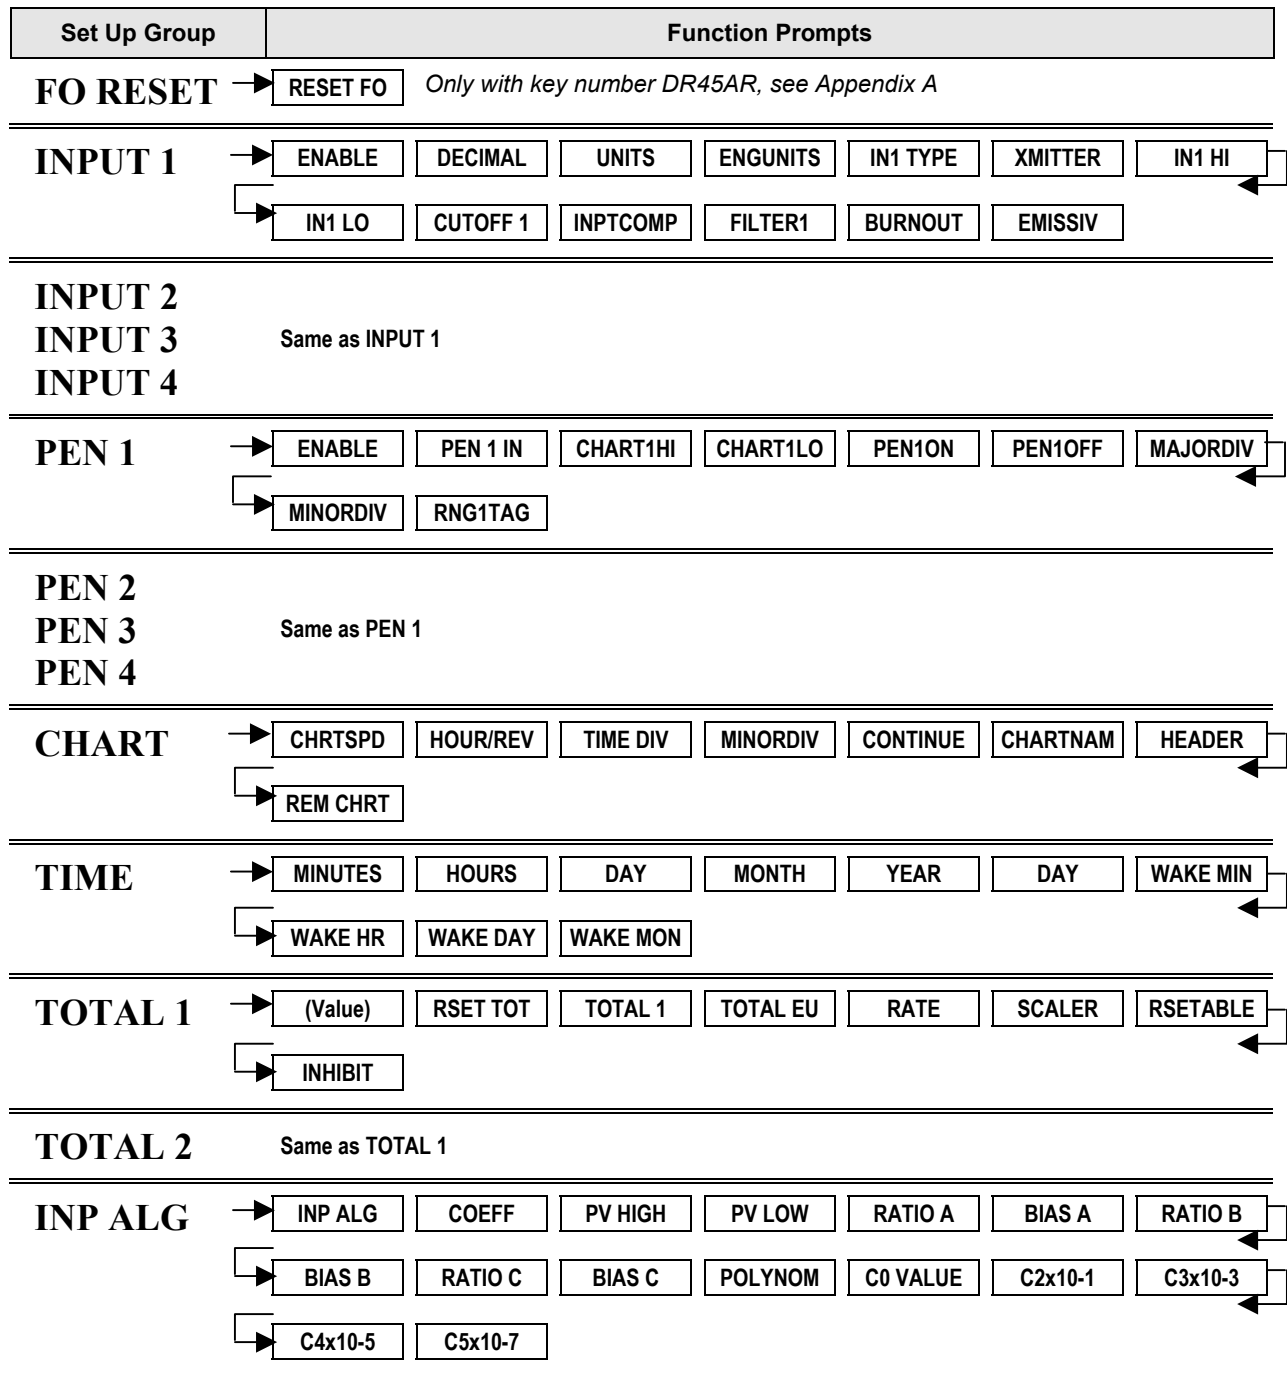 Set Up Group Function Prompts
FO RESET RESET FO Only with key number DR45AR, see Appendix A
INPUT 1 ENABLE DECIMAL UNITS ENGUNITS IN1 TYPE XMITTER IN1 HI
IN1 LO CUTOFF 1 INPTCOMP FILTER1 BURNOUT EMISSIV
INPUT 2
INPUT 3 Same as INPUT 1
INPUT 4
PEN 1 ENABLE PEN 1 IN CHART1HI CHART1LO PEN1ON PEN1OFF MAJORDIV
MINORDIV RNG1TAG
PEN 2
PEN 3 Same as PEN 1
PEN 4
CHART CHRTSPD HOUR/REV TIME DIV MINORDIV CONTINUE CHARTNAM HEADER
REM CHRT
TIME MINUTES HOURS DAY MONTH YEAR DAY WAKE MIN
WAKE HR WAKE DAY WAKE MON
TOTAL 1 (Value) RSET TOT TOTAL 1 TOTAL EU RATE SCALER RSETABLE
INHIBIT
TOTAL 2 Same as TOTAL 1
INP ALG INP ALG COEFF PV HIGH PV LOW RATIO A BIAS A RATIO B
BIAS B RATIO C BIAS C POLYNOM C0 VALUE C2x10-1 C3x10-3
C4x10-5 C5x10-7